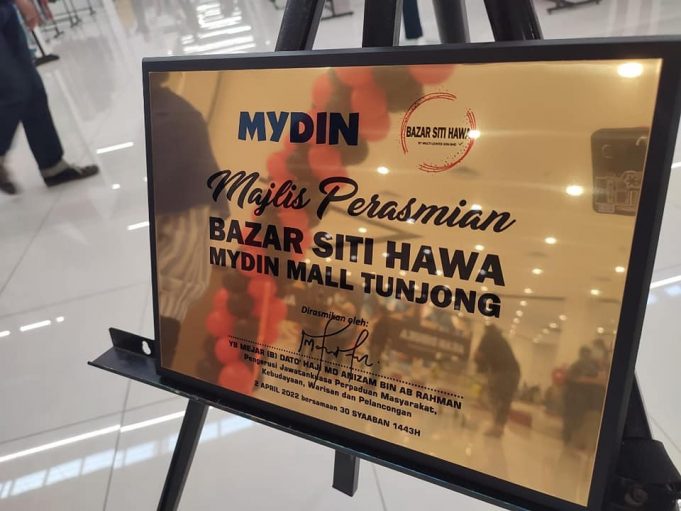 MYDIN
BAZAR SITI HAWA
Majlis Perasmian
BAZAR SITI HAWA
MYDIN MALL TUNJONG
Dirasmikan oleh:
YB MEJAR (B) DATO' HAJI MD ANIZAM BIN AB RAHMAN
Pengerusi Jawatankuasa Perpaduan Masyarakat,
Kebudayaan, Warisan dan Pelancongan
2 APRIL 2022 bersamaan 30 SYAABAN 1443H